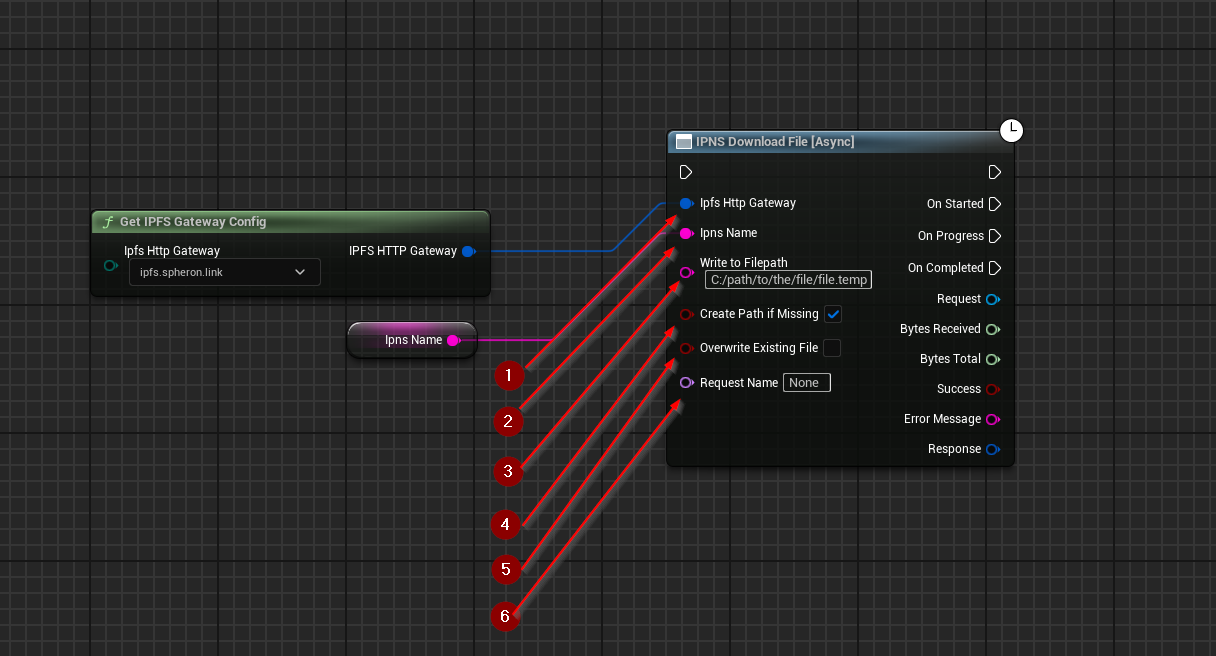 IPNS Download File [Async]
Ipfs Http Gateway
On Started
Ipns Name
On Progress
Write to Filepath
C:/path/to/the/file/file.temp
On Completed
Request
Create Path if Missing
Bytes Received
Overwrite Existing File
Bytes Total
Request Name
None
Success
Error Message
Response
f Get IPFS Gateway Config
Ipfs Http Gateway
IPFS HTTP Gateway
ipfs.spheron.link
Ipns Name
1
2
3
4
5
6